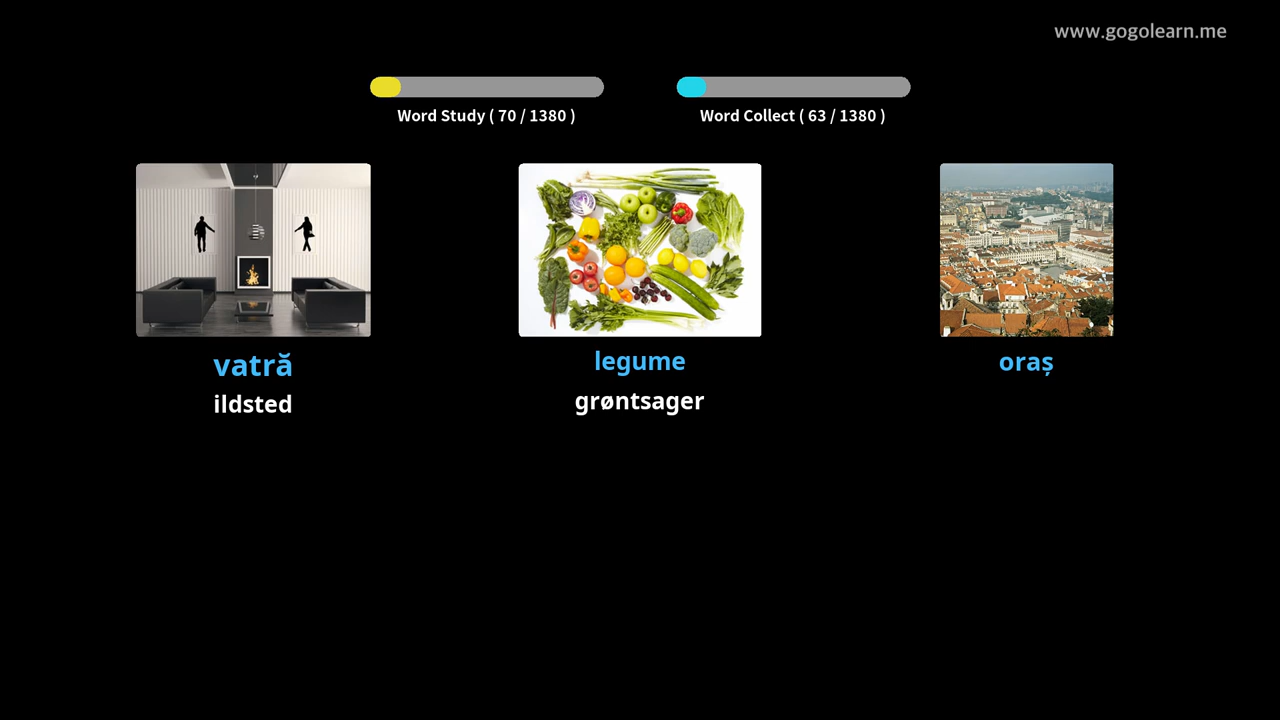 www.gogolearn.me
Word Study ( 70 / 1380 )
Word Collect ( 63 / 1380 )
vatră
ildsted
legume
grøntsager
oraș